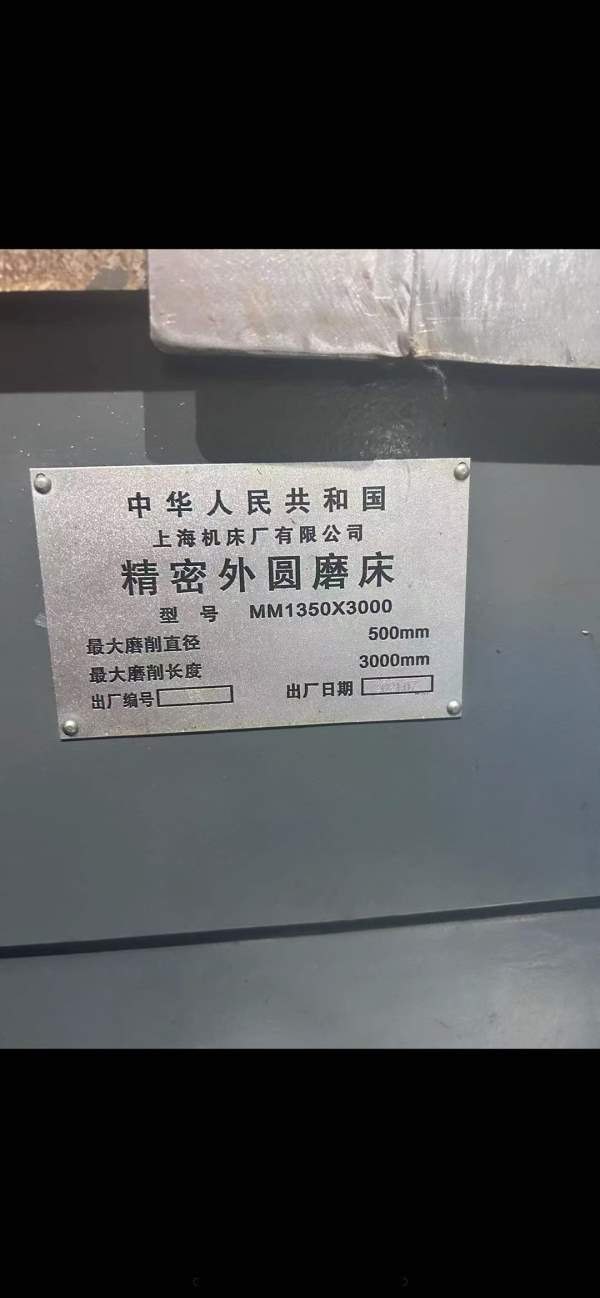 中华人民共和国
上海机床厂有限公司
精密外圆磨床
型号 MM1350X3000
最大磨削直径 500mm
最大磨削长度 3000mm
出厂编号 出厂日期